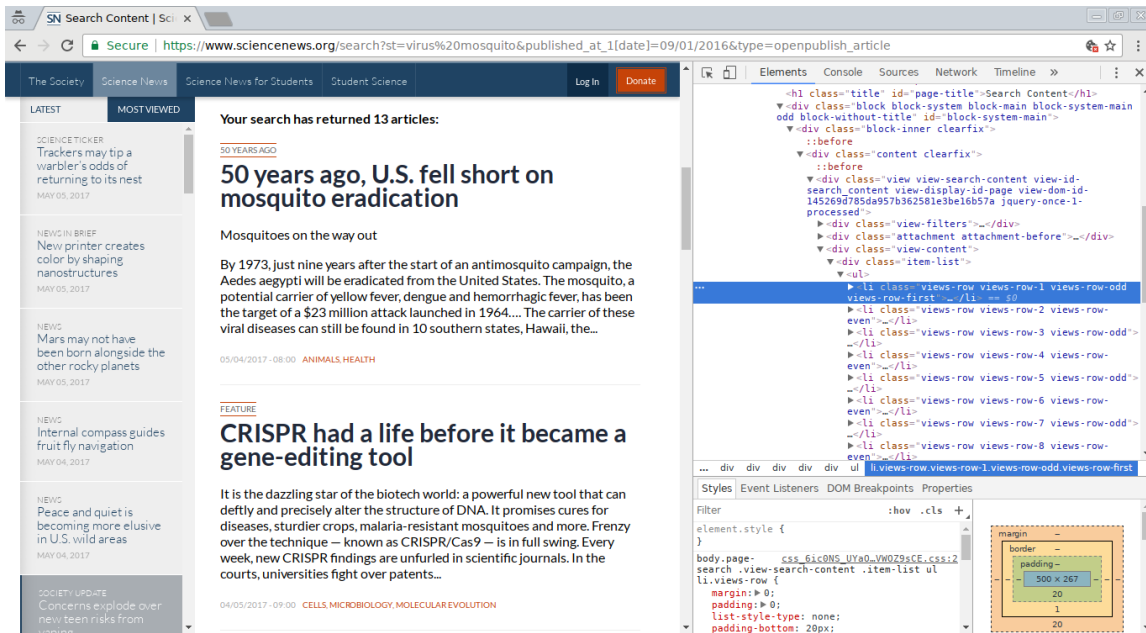 SN Search Content | Sci
Secure | https://www.sciencenews.org/search?st=virus%20mosquito&published_at_1[date]=09/01/2016&type=openpublish_article
The Society Science News Science News for Students Student Science Log In Donate
LATEST MOST VIEWED
SCIENCE TICKER
Trackers may tip a
warbler's odds of
returning to its nest
MAY 05, 2017
NEWS IN BRIEF
New printer creates
color by shaping
nanostructures
MAY 05, 2017
NEWS
Mars may not have
been born alongside the
other rocky planets
MAY 05, 2017
NEWS
Internal compass guides
fruit fly navigation
MAY 04, 2017
NEWS
Peace and quiet is
becoming more elusive
in U.S. wild areas
MAY 04, 2017
SOCIETY UPDATE
Concerns explode over
new teen risks from
vaping
Your search has returned 13 articles:
50 YEARS AGO
50 years ago, U.S. fell short on
mosquito eradication
Mosquitoes on the way out
By 1973, just nine years after the start of an antimosquito campaign, the
Aedes aegypti will be eradicated from the United States. The mosquito, a
potential carrier of yellow fever, dengue and hemorrhagic fever, has been
the target of a $23 million attack launched in 1964.... The carrier of these
viral diseases can still be found in 10 southern states, Hawaii, the...
05/04/2017 - 08:00 ANIMALS, HEALTH
FEATURE
CRISPR had a life before it became a
gene-editing tool
It is the dazzling star of the biotech world: a powerful new tool that can
deftly and precisely alter the structure of DNA. It promises cures for
diseases, sturdier crops, malaria-resistant mosquitoes and more. Frenzy
over the technique — known as CRISPR/Cas9 — is in full swing. Every
week, new CRISPR findings are unfurled in scientific journals. In the
courts, universities fight over patents...
04/05/2017 - 09:00 CELLS, MICROBIOLOGY, MOLECULAR EVOLUTION
Elements Console Sources Network Timeline »
<h1 class="title" id="page-title">Search Content</h1>
▼<div class="block block-system block-main block-system-main
odd block-without-title" id="block-system-main">
▼<div class="block-inner clearfix">
::before
▼<div class="content clearfix">
::before
▼<div class="view view-search-content view-id-
search_content view-display-id-page view-dom-id-
145269d785da957b362581e3be16b57a jquery-once-1-
processed">
▶<div class="view-filters">…</div>
▶<div class="attachment attachment-before">…</div>
▼<div class="view-content">
▼<div class="item-list">
▼<ul>
... ▶<li class="views-row views-row-1 views-row-odd
views-row-first">…</li> == $0
▶<li class="views-row views-row-2 views-row-
even">…</li>
▶<li class="views-row views-row-3 views-row-odd">
…</li>
▶<li class="views-row views-row-4 views-row-
even">…</li>
▶<li class="views-row views-row-5 views-row-odd">
…</li>
▶<li class="views-row views-row-6 views-row-
even">…</li>
▶<li class="views-row views-row-7 views-row-odd">
…</li>
▶<li class="views-row views-row-8 views-row-
even">…</li>
... div div div div div ul li.views-row.views-row-1.views-row-odd.views-row-first
Styles Event Listeners DOM Breakpoints Properties
Filter :hov .cls +
element.style {
}
body.page- css_6ic0NS_UYaO…VWOZ9sCE.css:2
search .view-search-content .item-list ul
li.views-row {
margin:▶ 0;
padding:▶ 0;
list-style-type: none;
padding-bottom: 20px;
margin –
border –
padding –
– – – 500 × 267 – – –
20
1
20